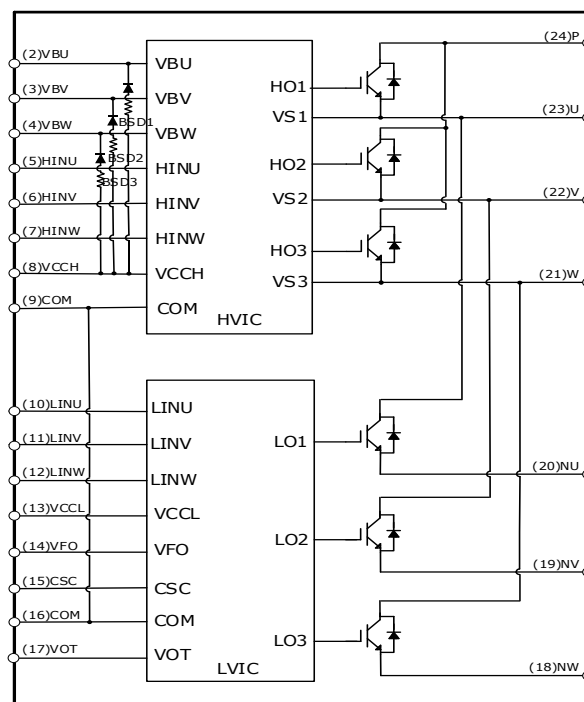 (2)VBU
(3)VBV
(4)VBW
(5)HINU
(6)HINV
(7)HINW
(8)VCCH
(9)COM
BSD1
BSD2
BSD3
VBU
VBV
VBW
HINU
HINV
HINW
VCCH
COM
HO1
VS1
HO2
VS2
HO3
VS3
HVIC
(24)P
(23)U
(22)V
(21)W
(10)LINU
(11)LINV
(12)LINW
(13)VCCL
(14)VFO
(15)CSC
(16)COM
(17)VOT
LINU
LINV
LINW
VCCL
VFO
CSC
COM
VOT
LO1
LO2
LO3
LVIC
(20)NU
(19)NV
(18)NW